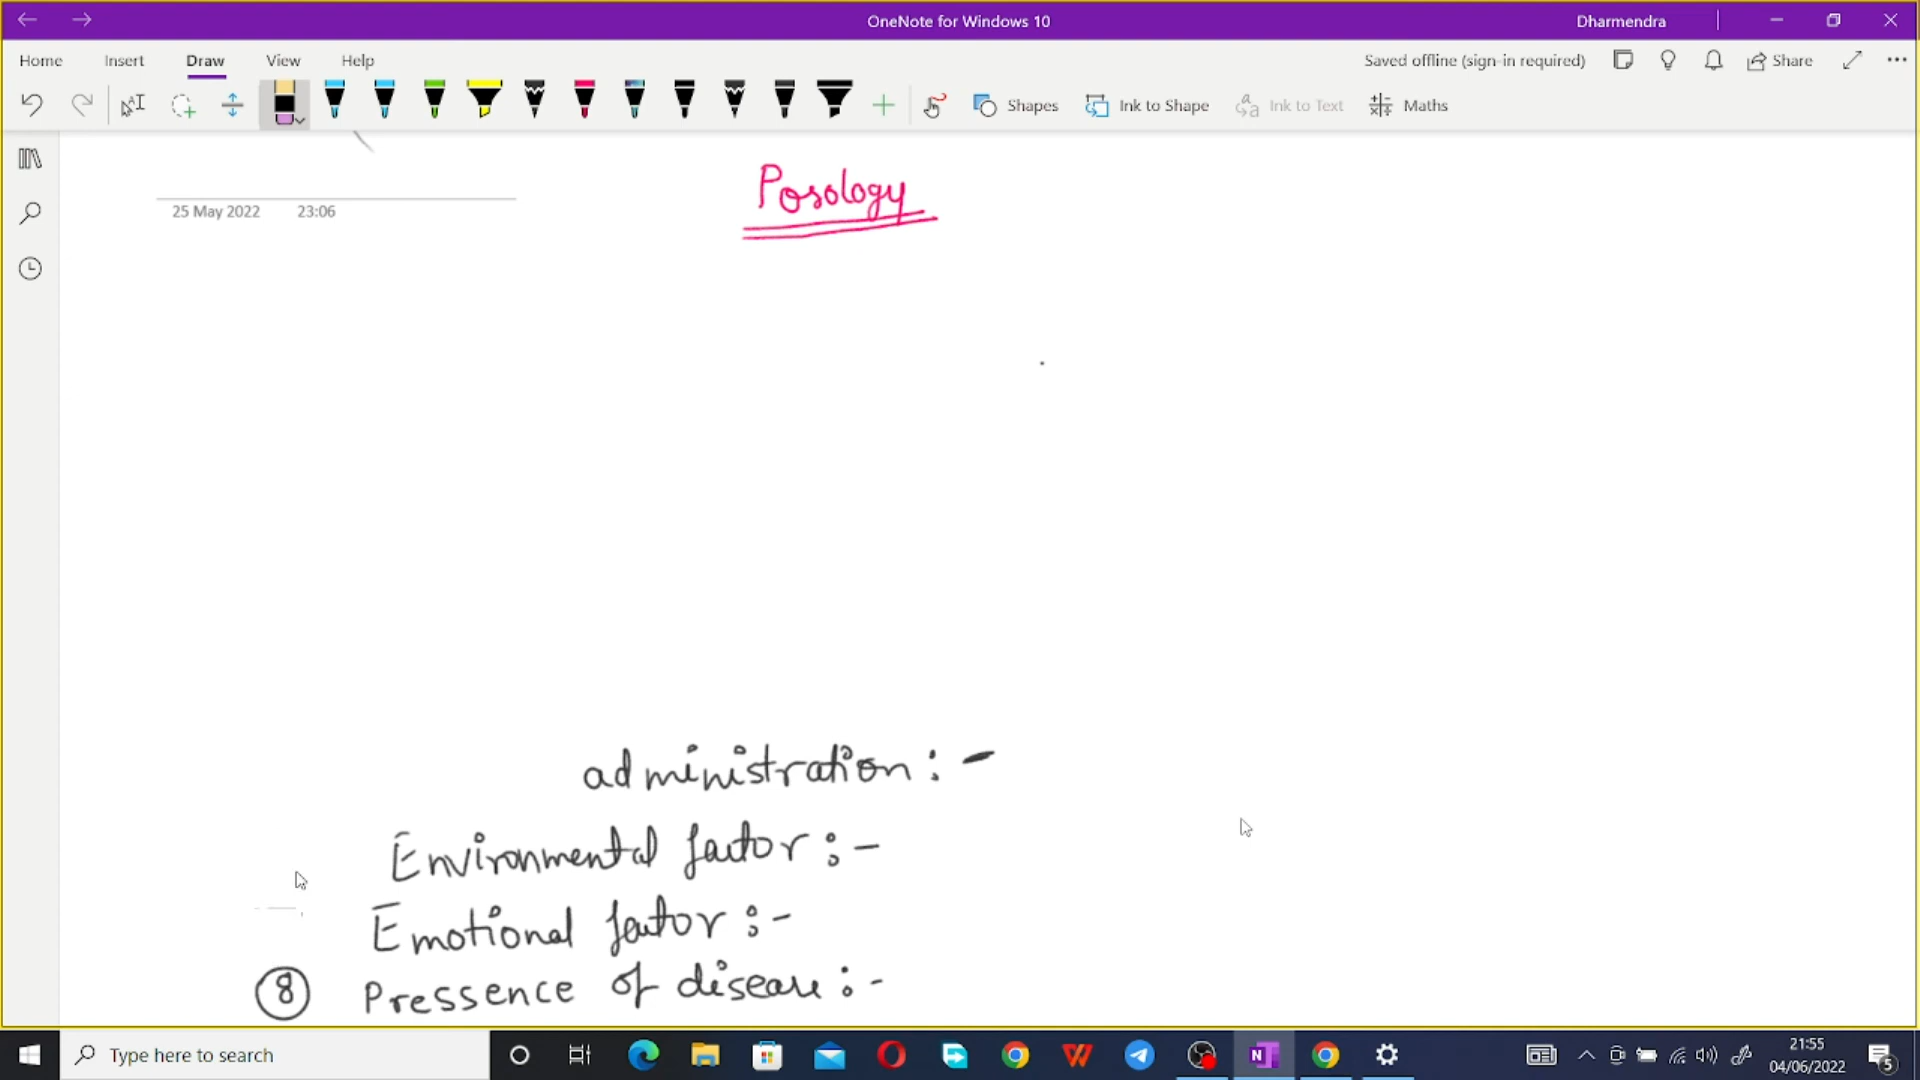 OneNote for Windows 10
Dharmendra
Home Insert Draw View Help
Saved offline (sign-in required)
Share
Shapes
Ink to Shape
Ink to Text
Maths
Posology
25 May 2022 23:06
administration : -
Environmental factor : -
Emotional factor : -
8 Pressence of disease : -
Type here to search
21:55
04/06/2022
5